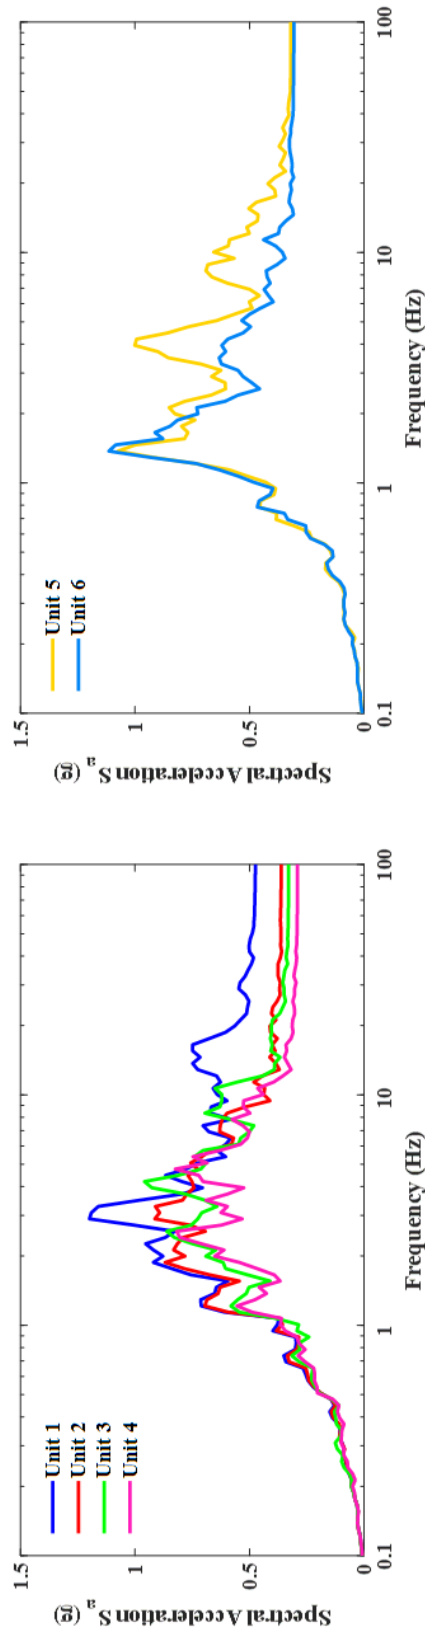 Spectral Acceleration Sa (g)
1.5
1
0.5
0
Unit 1
Unit 2
Unit 3
Unit 4
0.1
1
10
100
Frequency (Hz)
Spectral Acceleration Sa (g)
1.5
1
0.5
0
Unit 5
Unit 6
0.1
1
10
100
Frequency (Hz)